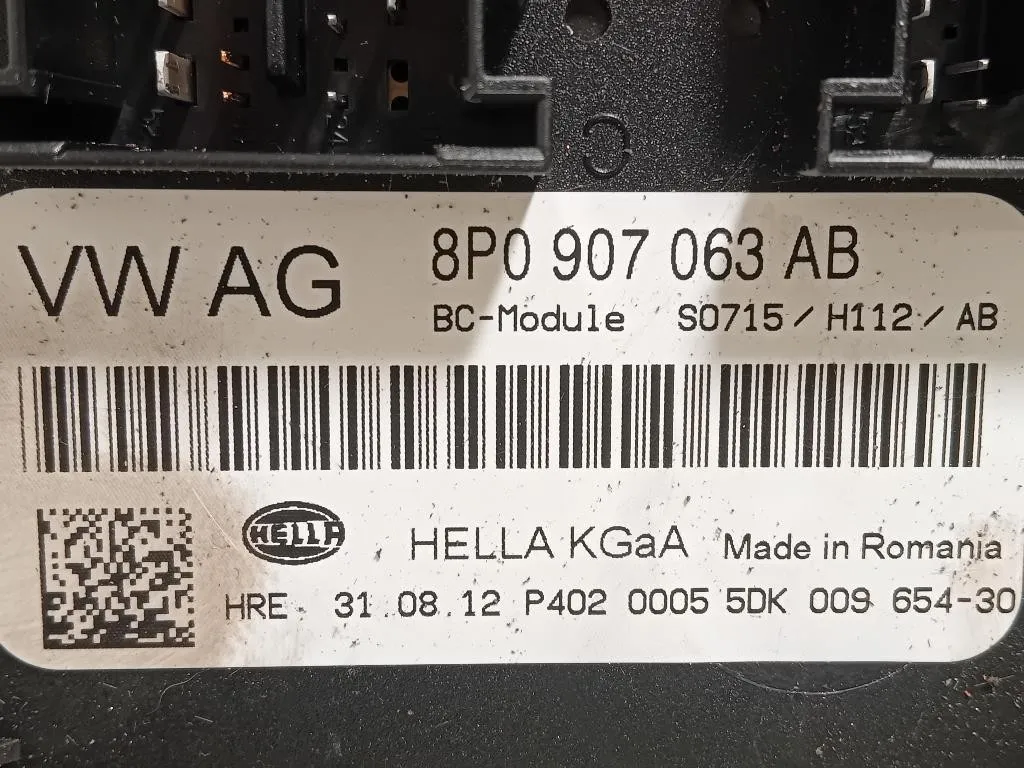 VW AG 8P0 907 063 AB
BC-Module S0715 / H112 / AB
HELLA HELLA KGaA Made in Romania
HRE 31.08.12 P402 0005 5DK 009 654-30